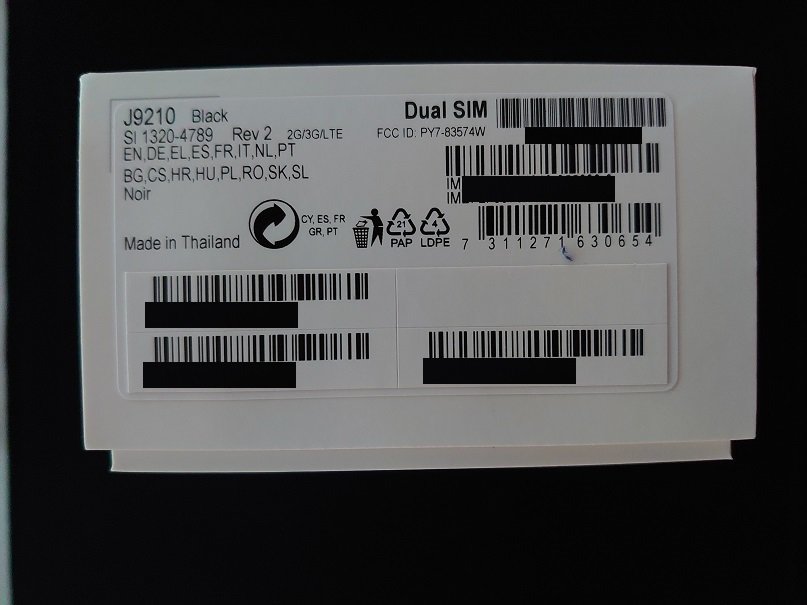 J9210 Black
Dual SIM
SI 1320-4789 Rev 2 2G/3G/LTE
FCC ID: PY7-83574W
EN,DE,EL,ES,FR,IT,NL,PT
BG,CS,HR,HU,PL,RO,SK,SL
Noir
IM
IM
CY, ES, FR
GR, PT
21
PAP
4
LDPE
Made in Thailand
7 311271 630654